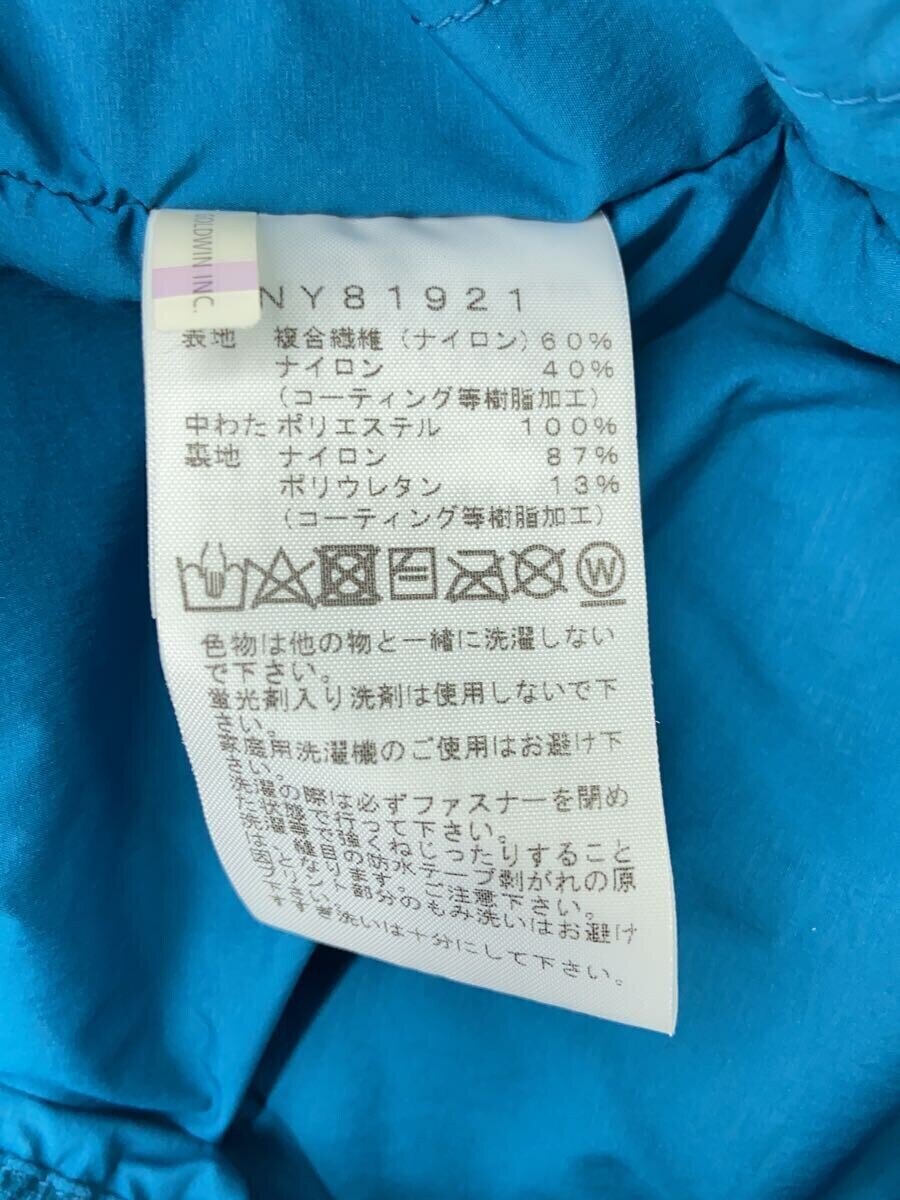 GOLDWIN INC.
NY81921
表地 複合繊維(ナイロン)60%
ナイロン 40%
(コーティング等樹脂加工)
中わた ポリエステル 100%
裏地 ナイロン 87%
ポリウレタン 13%
(コーティング等樹脂加工)
W
色物は他の物と一緒に洗濯しない
で下さい。
蛍光剤入り洗剤は使用しないで下
さい。
家庭用洗濯機のご使用はお避け下
さい。
洗濯の際は必ずファスナーを閉め
た状態で行って下さい。
洗濯等で強くねじったりすること
は、縫目の防水テープ剥がれの原
因となります。ご注意下さい。
プリント部分のもみ洗いはお避け
下さい。
すすぎ洗いは十分にして下さい。